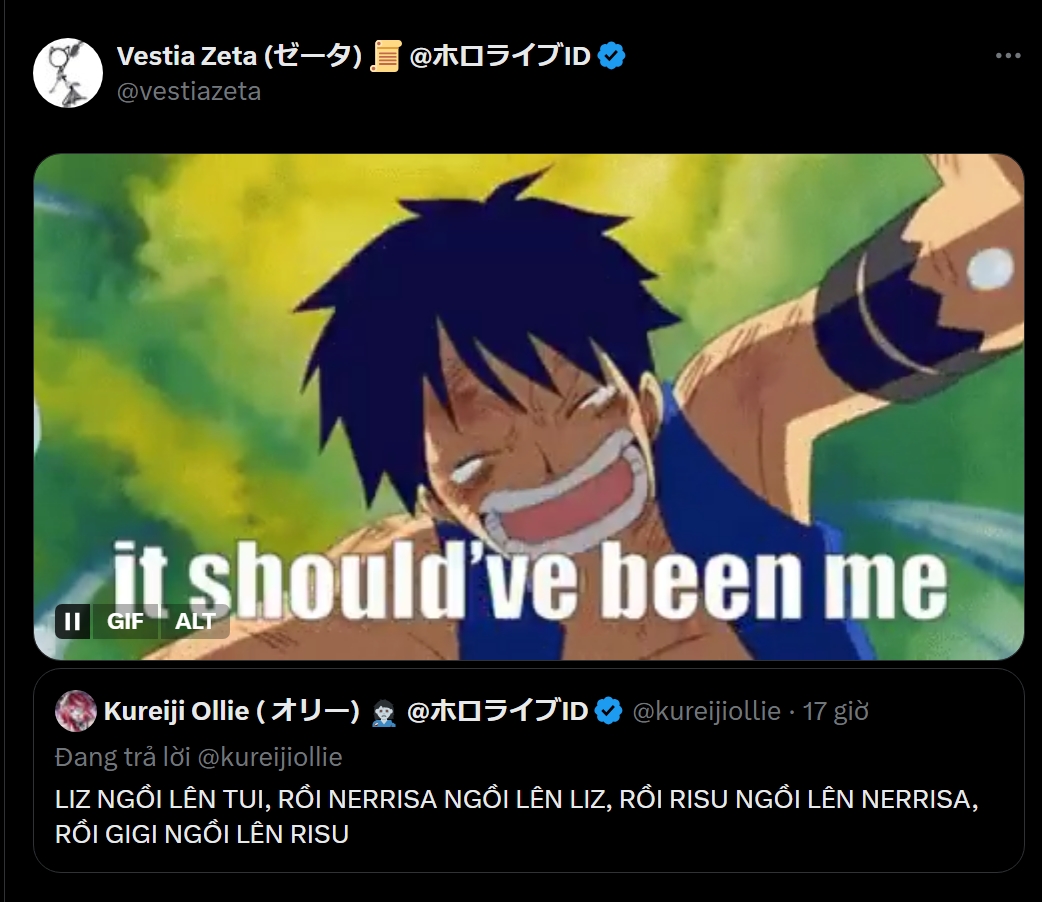 Vestia Zeta (ゼータ) 📜 @ホロライブID
@vestiazeta
it should've been me
GIF ALT
Kureiji Ollie ( オリー) 🧟‍♀️ @ホロライブID @kureijiollie · 17 giờ
Đang trả lời @kureijiollie
LIZ NGỒI LÊN TUI, RỒI NERRISA NGỒI LÊN LIZ, RỒI RISU NGỒI LÊN NERRISA,
RỒI GIGI NGỒI LÊN RISU